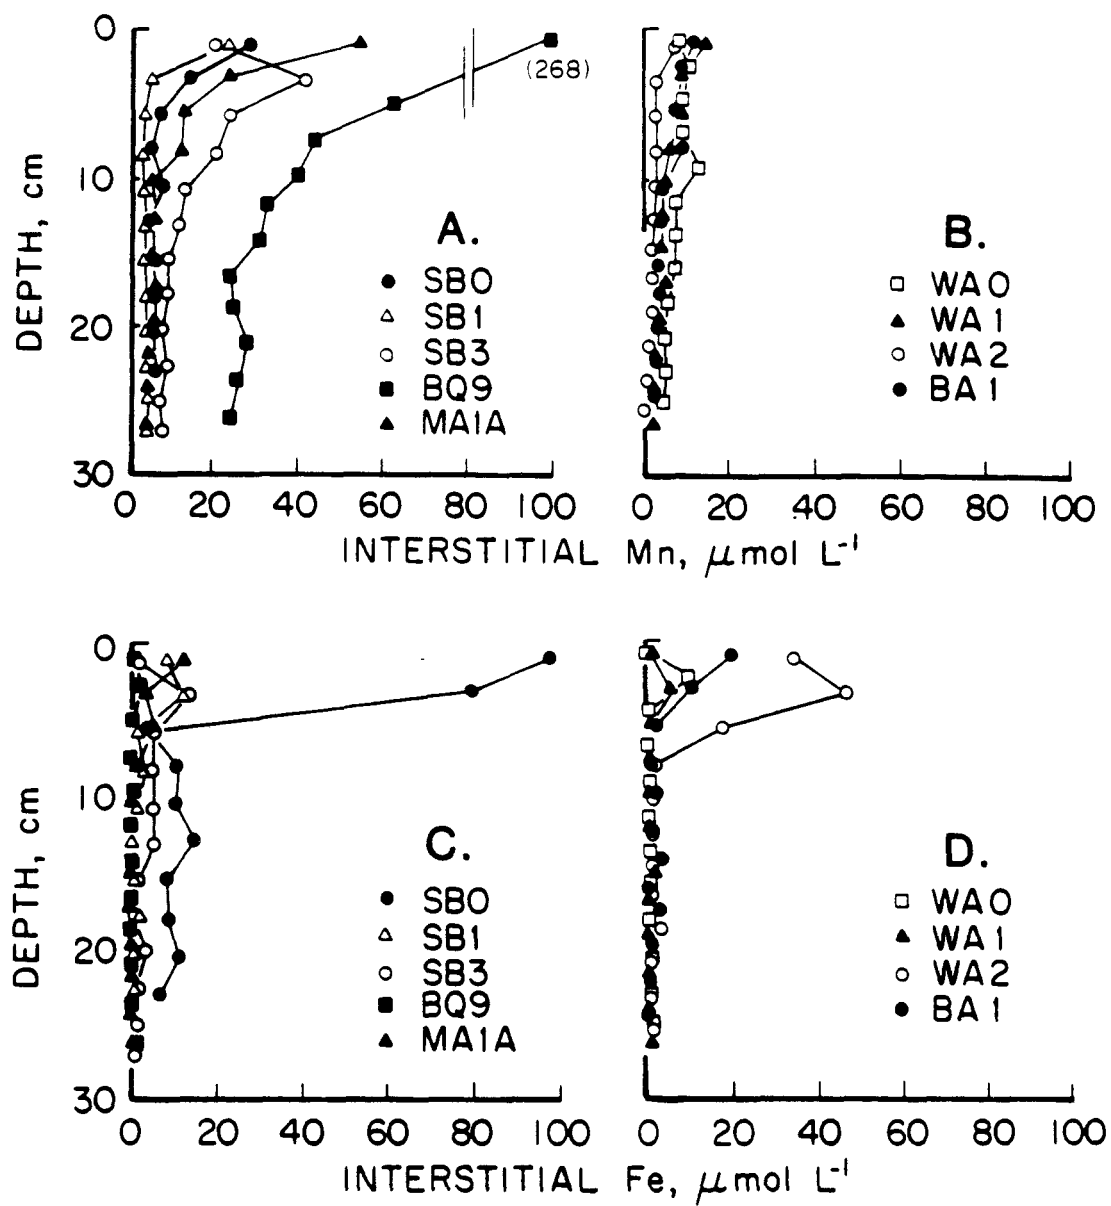 0
10
20
30
DEPTH, cm
(268)
A.
SB0
SB1
SB3
BQ9
MA1A
0 20 40 60 80 100
B.
WA0
WA1
WA2
BA1
0 20 40 60 80 100
INTERSTITIAL Mn, μmol L⁻¹
0
10
20
30
DEPTH, cm
C.
SB0
SB1
SB3
BQ9
MA1A
0 20 40 60 80 100
D.
WA0
WA1
WA2
BA1
0 20 40 60 80 100
INTERSTITIAL Fe, μmol L⁻¹